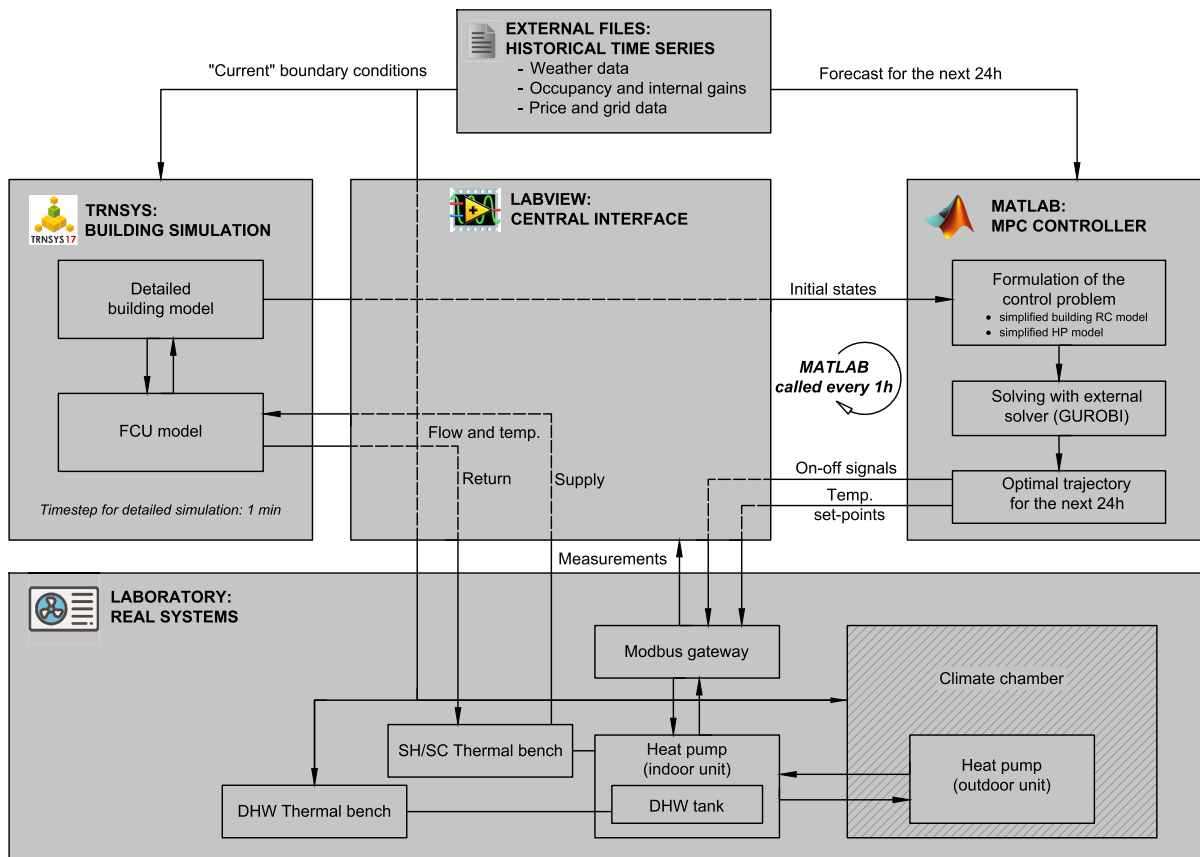 EXTERNAL FILES:
HISTORICAL TIME SERIES
- Weather data
- Occupancy and internal gains
- Price and grid data
"Current" boundary conditions
Forecast for the next 24h
TRNSYS 17
TRNSYS:
BUILDING SIMULATION
Detailed
building model
FCU model
Timestep for detailed simulation: 1 min
LABVIEW:
CENTRAL INTERFACE
Flow and temp.
Return
Supply
MATLAB:
MPC CONTROLLER
Initial states
Formulation of the
control problem
• simplified building RC model
• simplified HP model
MATLAB
called every 1h
Solving with external
solver (GUROBI)
On-off signals
Temp.
set-points
Optimal trajectory
for the next 24h
Measurements
LABORATORY:
REAL SYSTEMS
Modbus gateway
Climate chamber
SH/SC Thermal bench
Heat pump
(indoor unit)
DHW tank
Heat pump
(outdoor unit)
DHW Thermal bench